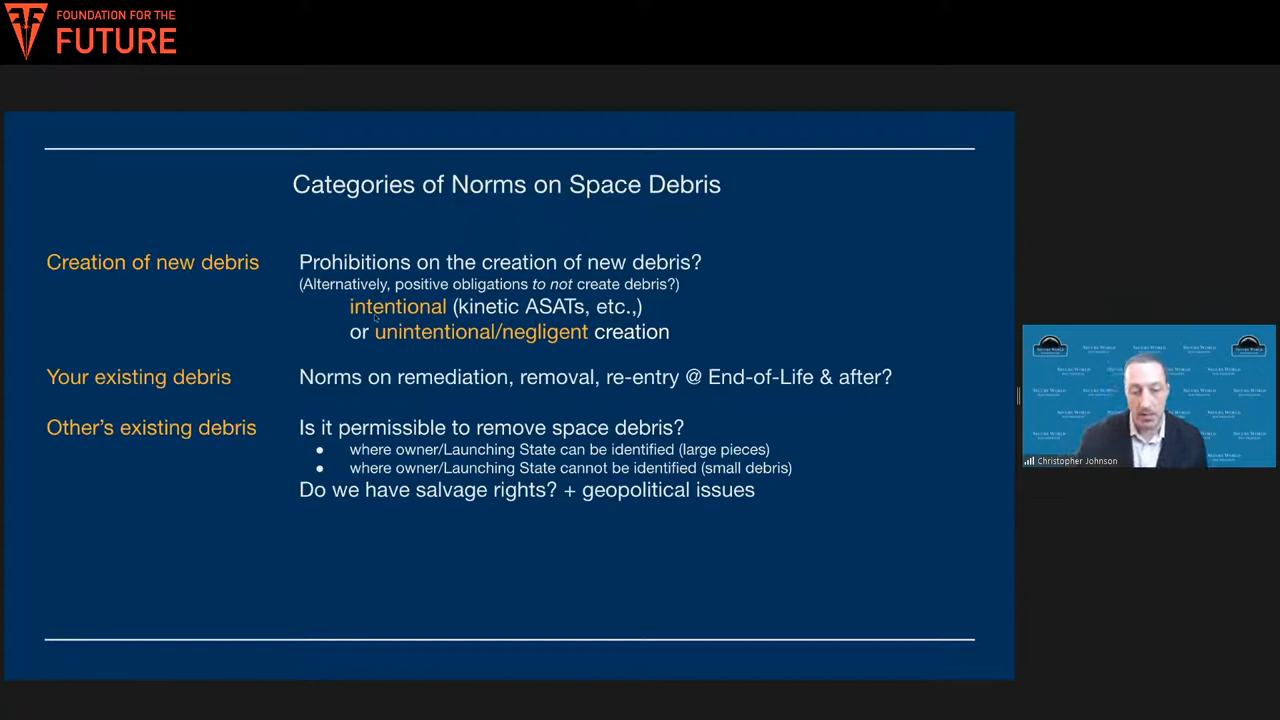 FOUNDATION FOR THE
FUTURE
Categories of Norms on Space Debris
Creation of new debris
Prohibitions on the creation of new debris?
(Alternatively, positive obligations to not create debris?)
intentional (kinetic ASATs, etc.,)
or unintentional/negligent creation
Your existing debris
Norms on remediation, removal, re-entry @ End-of-Life & after?
Other's existing debris
Is it permissible to remove space debris?
● where owner/Launching State can be identified (large pieces)
● where owner/Launching State cannot be identified (small debris)
Do we have salvage rights? + geopolitical issues
SECURE WORLD
Christopher Johnson